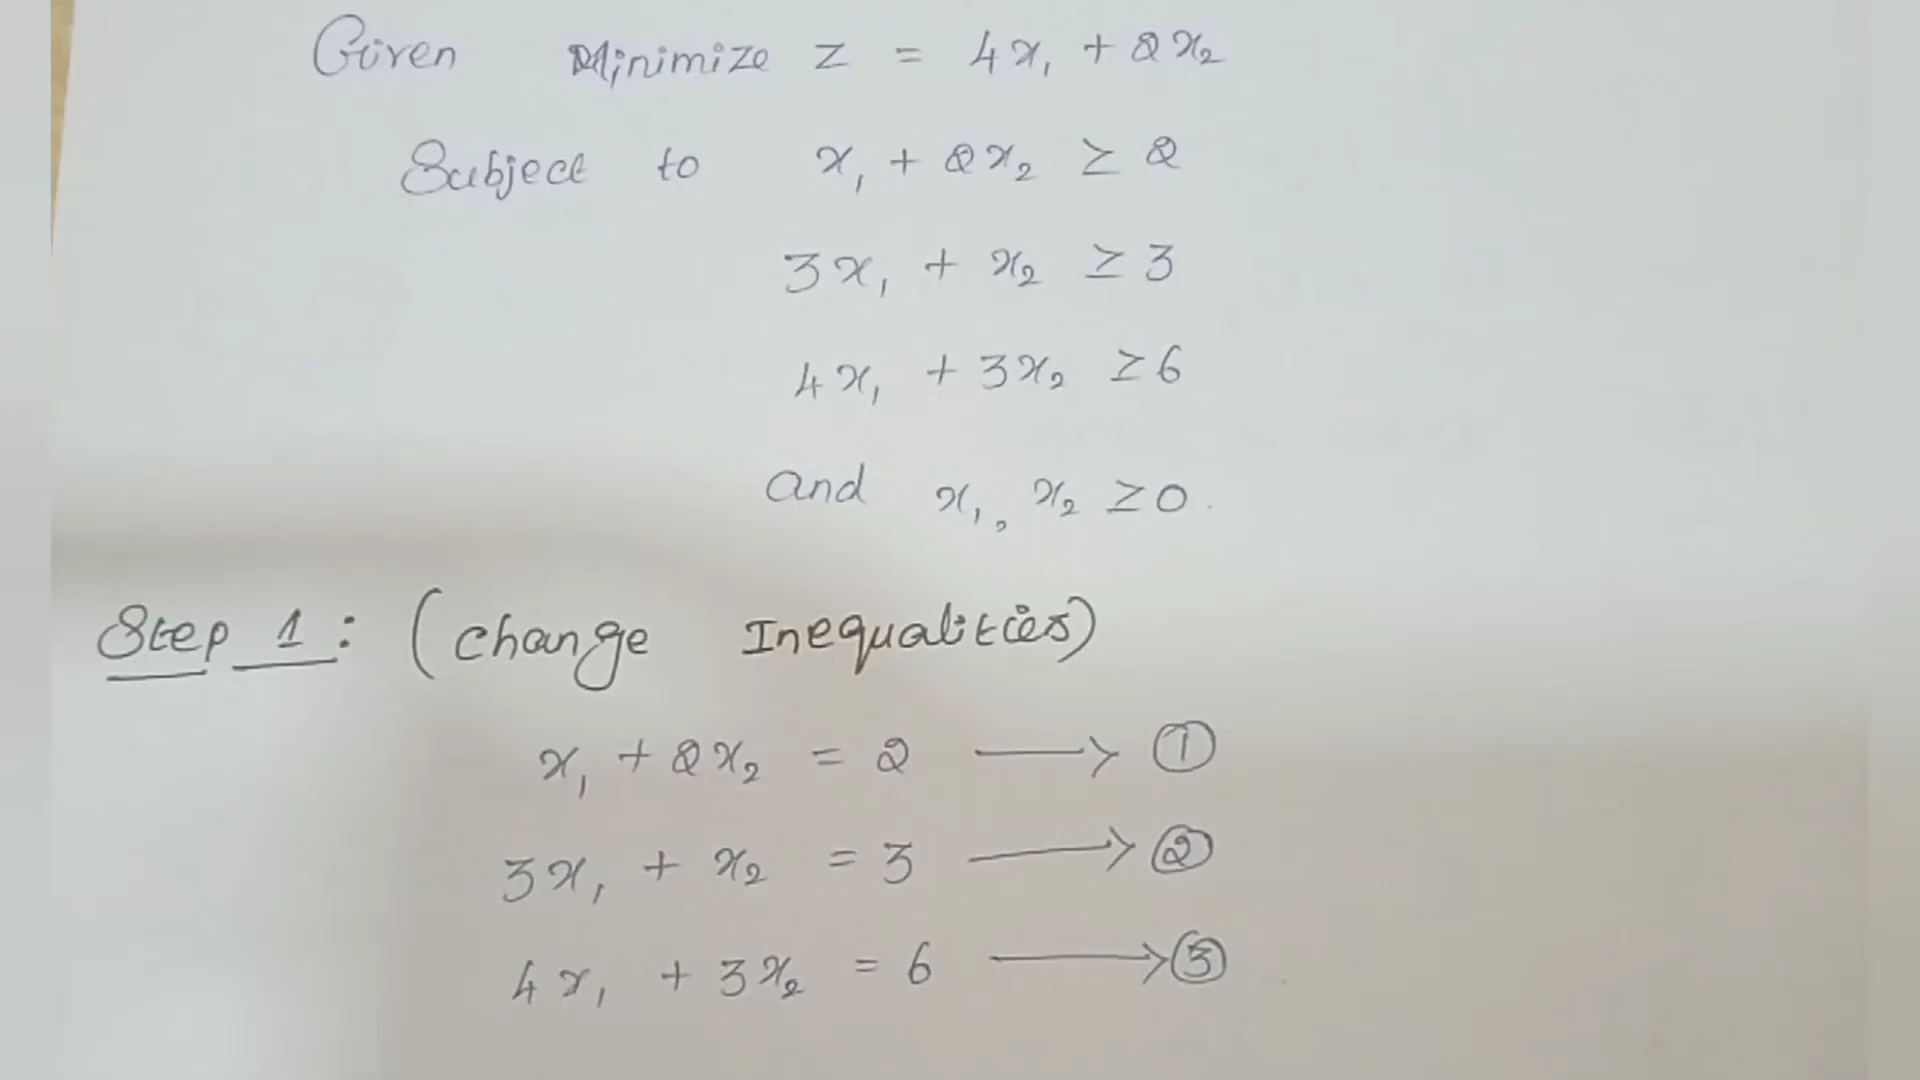 Given Minimize z = 4x₁ + 2x₂
Subject to x₁ + 2x₂ ≥ 2
3x₁ + x₂ ≥ 3
4x₁ + 3x₂ ≥ 6
and x₁, x₂ ≥ 0.
Step 1: (Change Inequalities)
x₁ + 2x₂ = 2 ⟶ ①
3x₁ + x₂ = 3 ⟶ ②
4x₁ + 3x₂ = 6 ⟶ ③